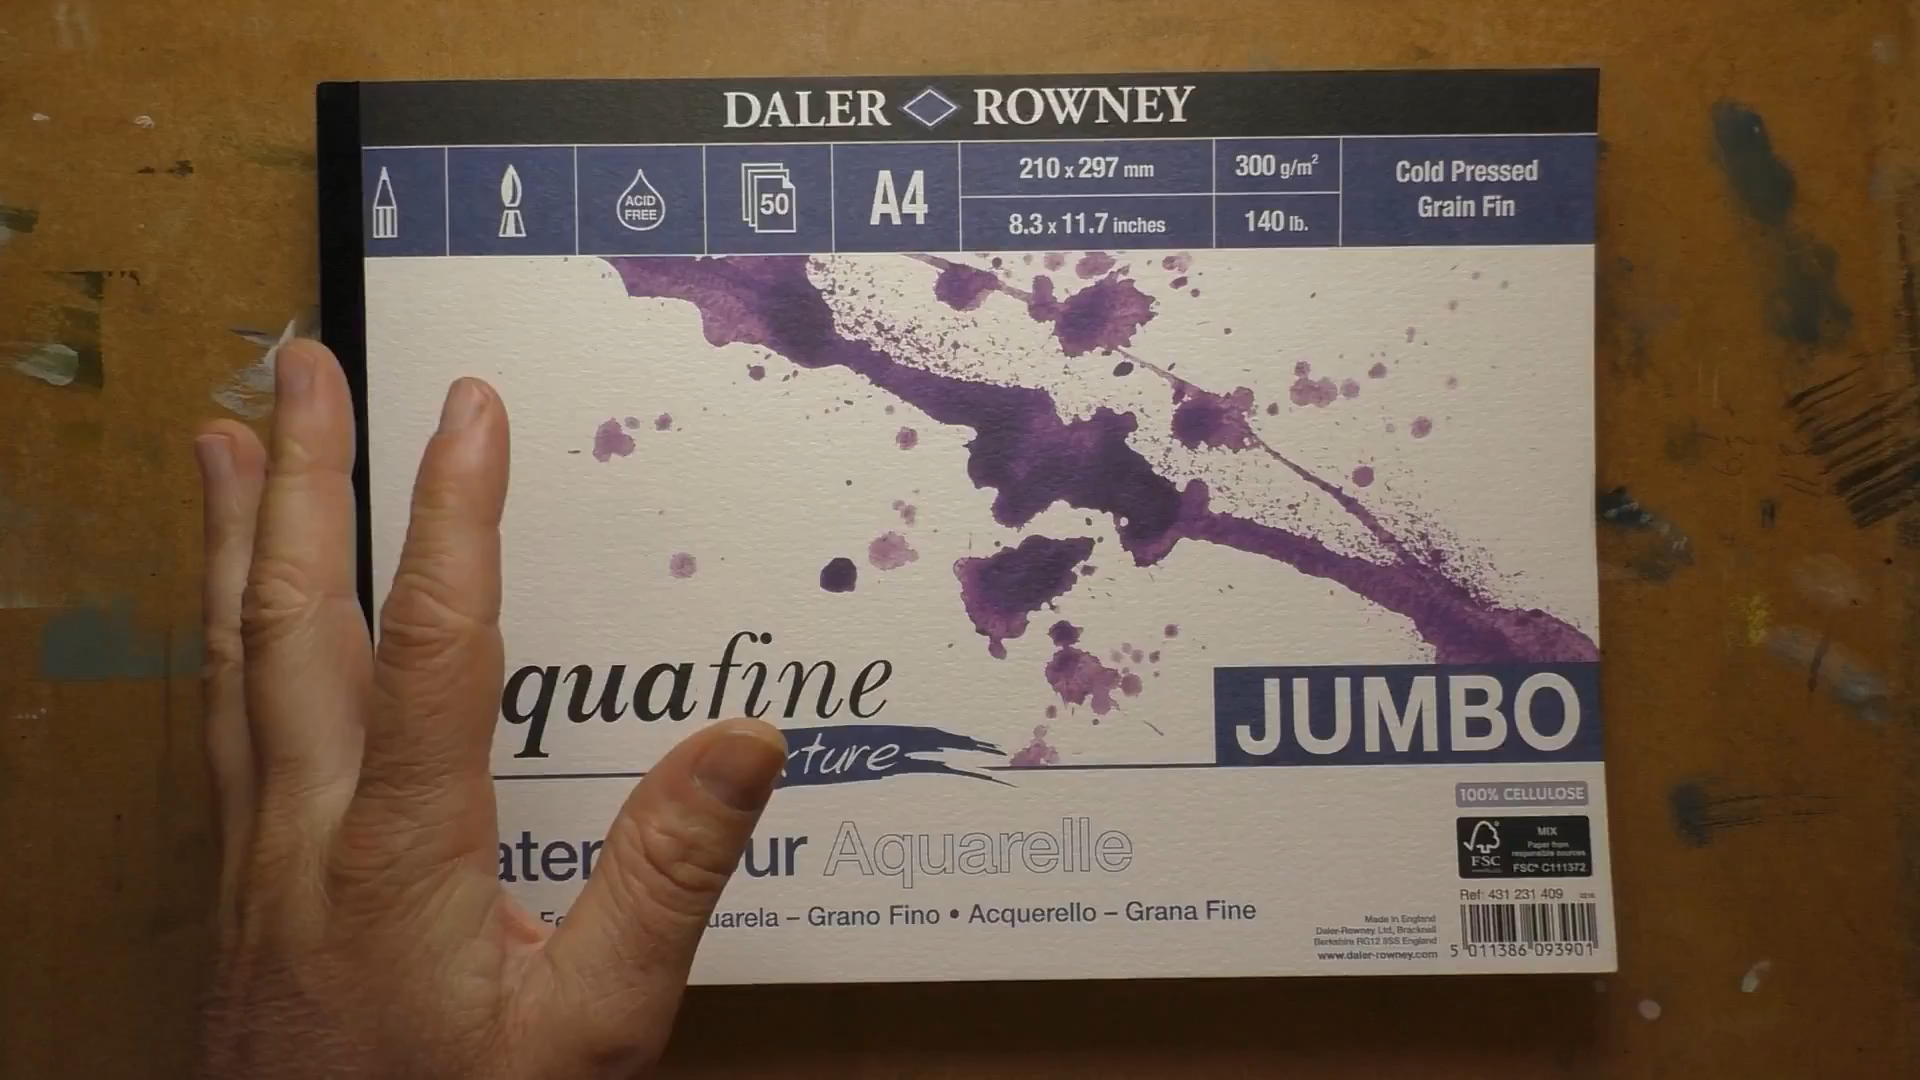 DALER ROWNEY
ACID FREE
50
A4
210 x 297 mm
8.3 x 11.7 inches
300 g/m²
140 lb.
Cold Pressed
Grain Fin
quafine
xture
JUMBO
100% CELLULOSE
ater ur Aquarelle
uarela – Grano Fino • Acquerello – Grana Fine
FSC
MIX
Paper from
responsible sources
FSC® C111372
Ref: 431 231 409
Made in England
Daler-Rowney Ltd, Bracknell
Berkshire RG12 8SS England
www.daler-rowney.com
5 011386 093901